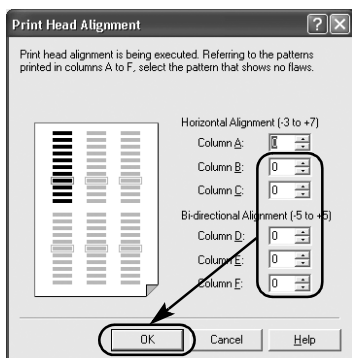 Print Head Alignment
Print head alignment is being executed. Referring to the patterns
printed in columns A to F, select the pattern that shows no flaws.
Horizontal Alignment (-3 to +7)
Column A: 0
Column B: 0
Column C: 0
Bi-directional Alignment (-5 to +5)
Column D: 0
Column E: 0
Column F: 0
OK Cancel Help